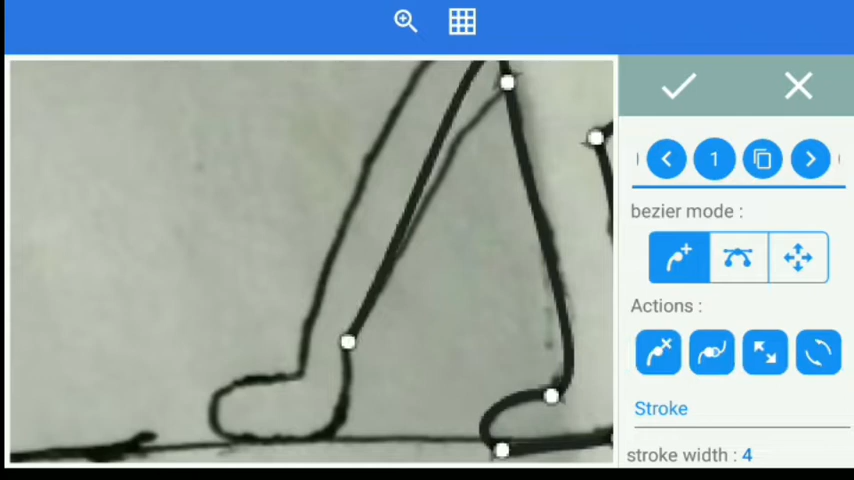 1
bezier mode :
Actions :
Stroke
stroke width : 4